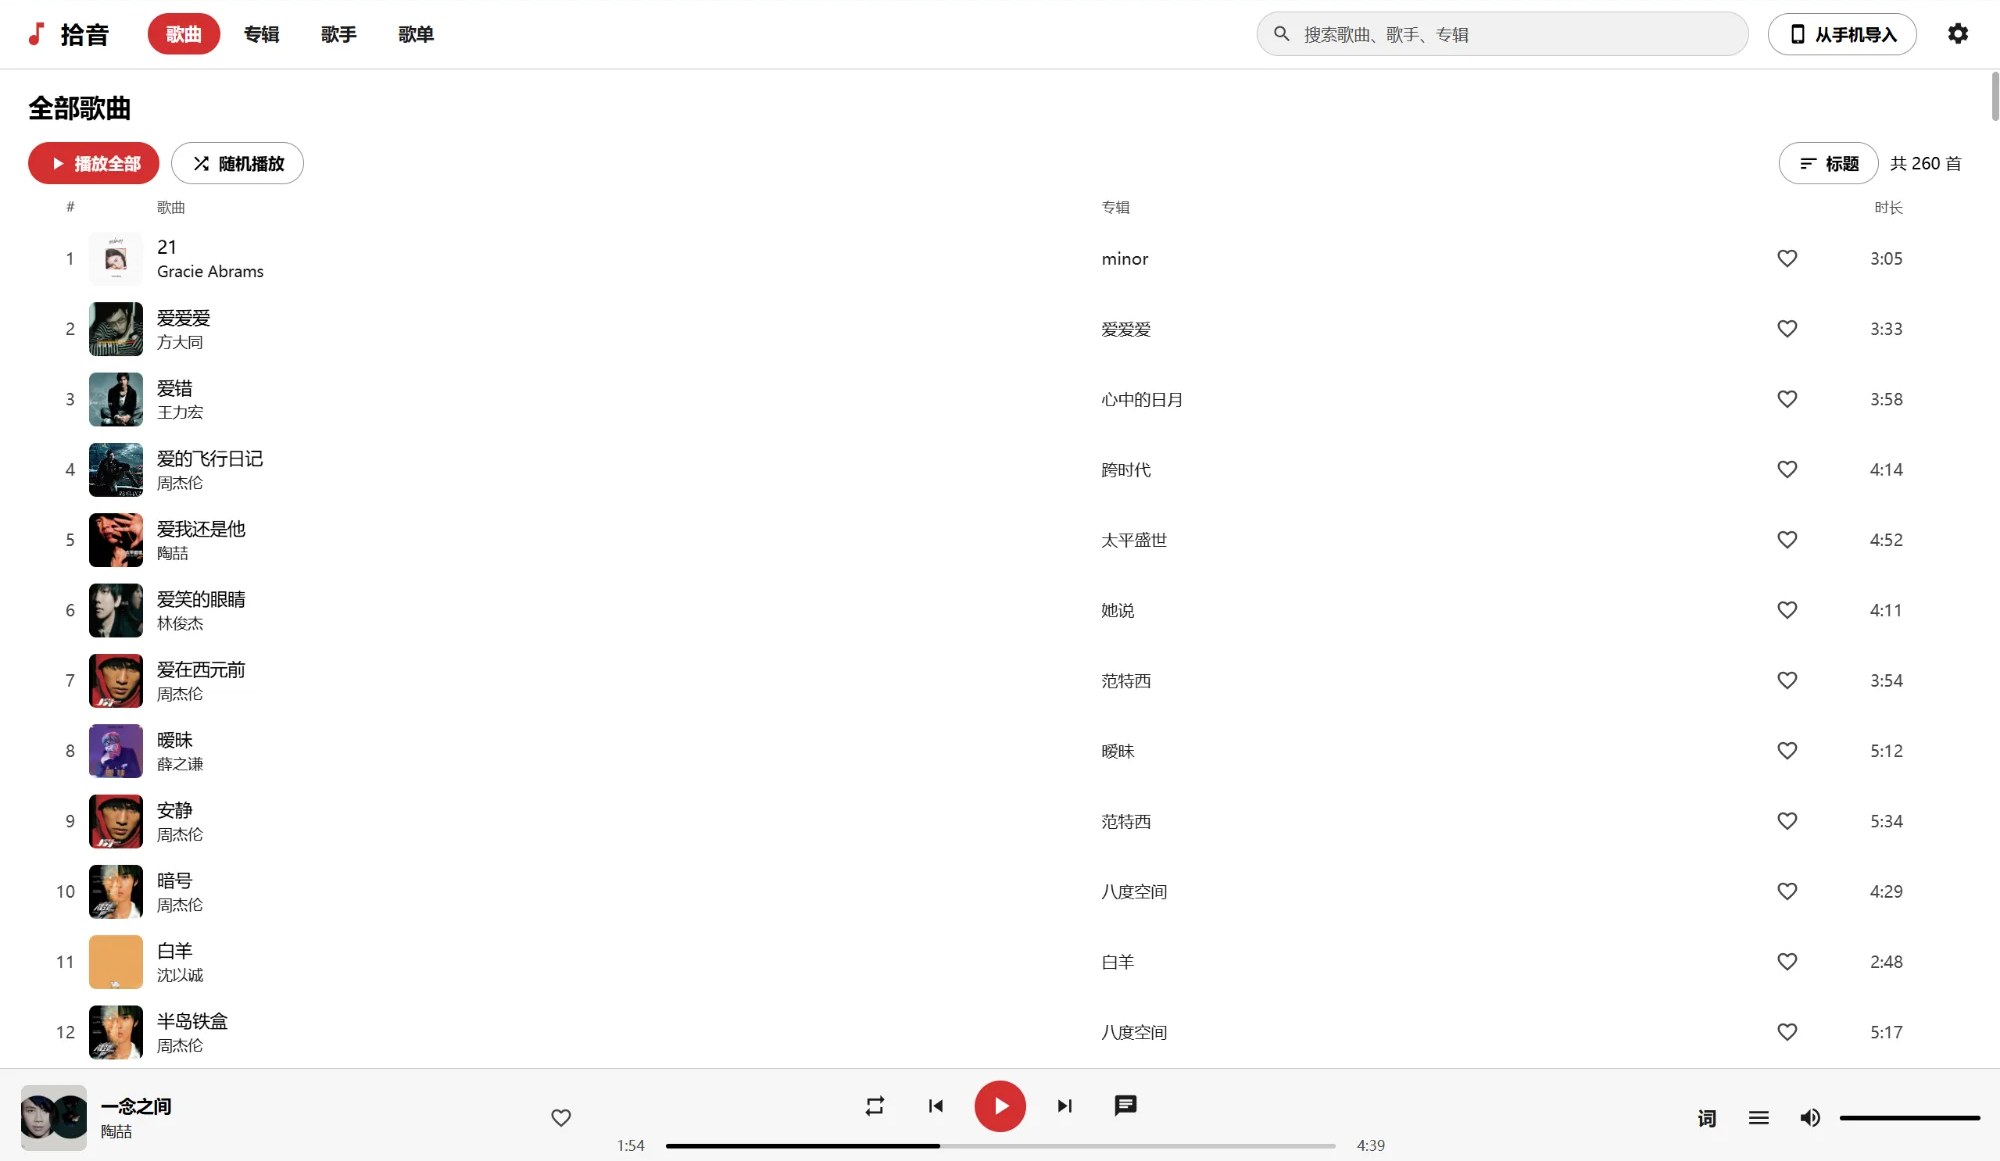 拾音
歌曲
专辑
歌手
歌单
搜索歌曲、歌手、专辑
从手机导入
全部歌曲
播放全部
随机播放
标题
共 260 首
# 歌曲 专辑 时长
1 21 minor 3:05
Gracie Abrams
2 爱爱爱 爱爱爱 3:33
方大同
3 爱错 心中的日月 3:58
王力宏
4 爱的飞行日记 跨时代 4:14
周杰伦
5 爱我还是他 太平盛世 4:52
陶喆
6 爱笑的眼睛 她说 4:11
林俊杰
7 爱在西元前 范特西 3:54
周杰伦
8 暧昧 暧昧 5:12
薛之谦
9 安静 范特西 5:34
周杰伦
10 暗号 八度空间 4:29
周杰伦
11 白羊 白羊 2:48
沈以诚
12 半岛铁盒 八度空间 5:17
周杰伦
一念之间
陶喆
1:54
4:39
词